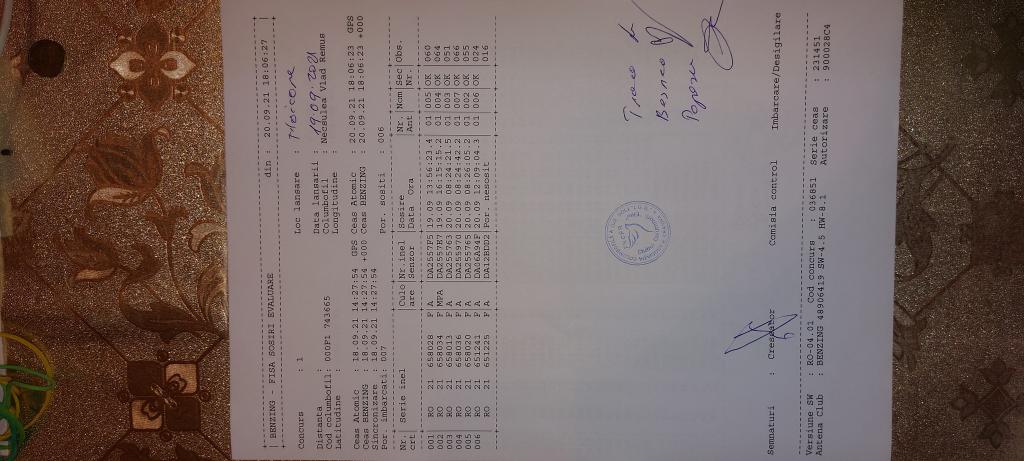 | BENZING - FISA SOSIRI EVALUARE din : 20.09.21 18:06:27 |
Concurs : 1 Loc lansare :
Distanta : Data lansarii : 19.09.2021
Cod columbofil: 000P1 743665 Columbofil : Necsulea Vlad Remus
Latitudine : Logitudine :
Ceas Atomic : 18.09.21 14:27:54 GPS Ceas Atomic : 20.09.21 18:06:23 GPS
Ceas BENZING : 18.09.21 14:27:54 +000 Ceas BENZING : 20.09.21 18:06:23 +000
Sincronizare : 18.09.21 14:27:54
Por. imbarcati: 007 Por. sositi : 006
Nr. | Serie inel | Culo | Nr.inel | Sosire | Nr. | Nom | Sec | Obs.
crt | are | Senzor | Data Ora | Ant | Nr.
001 | RO 21 658028 F | A | DA2557F5 | 19.09 13:56:23.4 | 01 | 005 | OK | 060
002 | RO 21 658034 F | MPA | DA2557E7 | 19.09 16:15:15.2 | 01 | 004 | OK | 064
003 | RO 21 658013 F | A | 20.09 08:24:21.5 | 01 | 003 | OK | 051
004 | RO 21 658036 F | A | DA255970 | 20.09 08:24:42.2 | 01 | 007 | OK | 066
005 | RO 21 658020 F | A | DA255765 | 20.09 08:26:05.2 | 01 | 002 | OK | 055
006 | RO 21 651241 F | A | 20.09 12:09:04.3 | 01 | 006 | OK | 024
RO 21 651225 F | A | DA12BD02 | Por. nesosit | 016
Semnaturi : Crescator Comisia control Imbarcare/Desigilare
Versiune SW : RO-04.01 Cod concurs : 036851 Serie ceas : 231451
Antena Club : BENZING 48906419 SW-4.5 HW-8.1 Autorizare : 900028C4